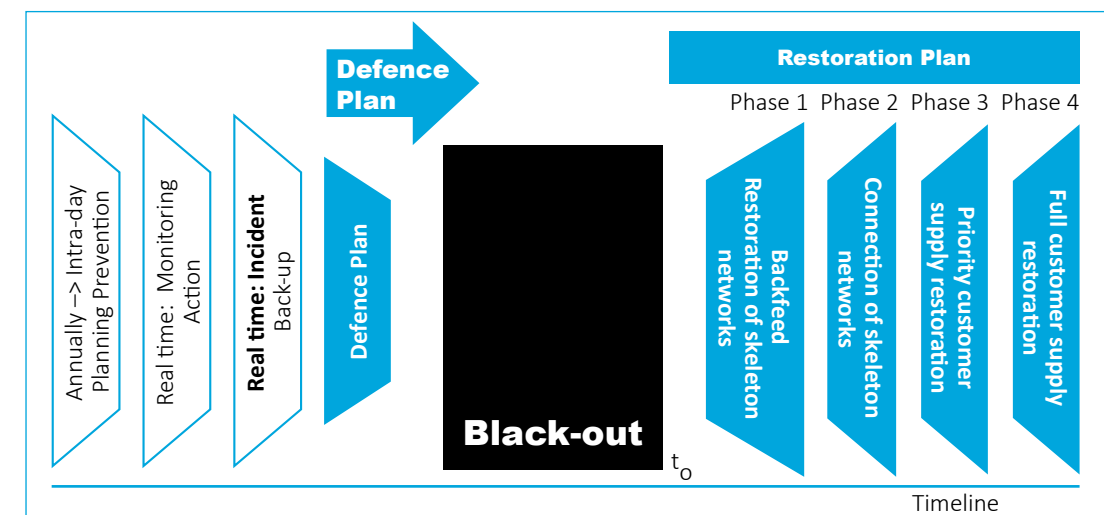 Defence
Plan
Restoration Plan
Phase 1
Phase 2
Phase 3
Phase 4
Annually –> Intra-day
Planning Prevention
Real time: Monitoring
Action
Real time: Incident
Back-up
Defence Plan
Black-out
t0
Backfeed
Restoration of skeleton
networks
Connection of skeleton
networks
Priority customer
supply restoration
Full customer supply
restoration
Timeline